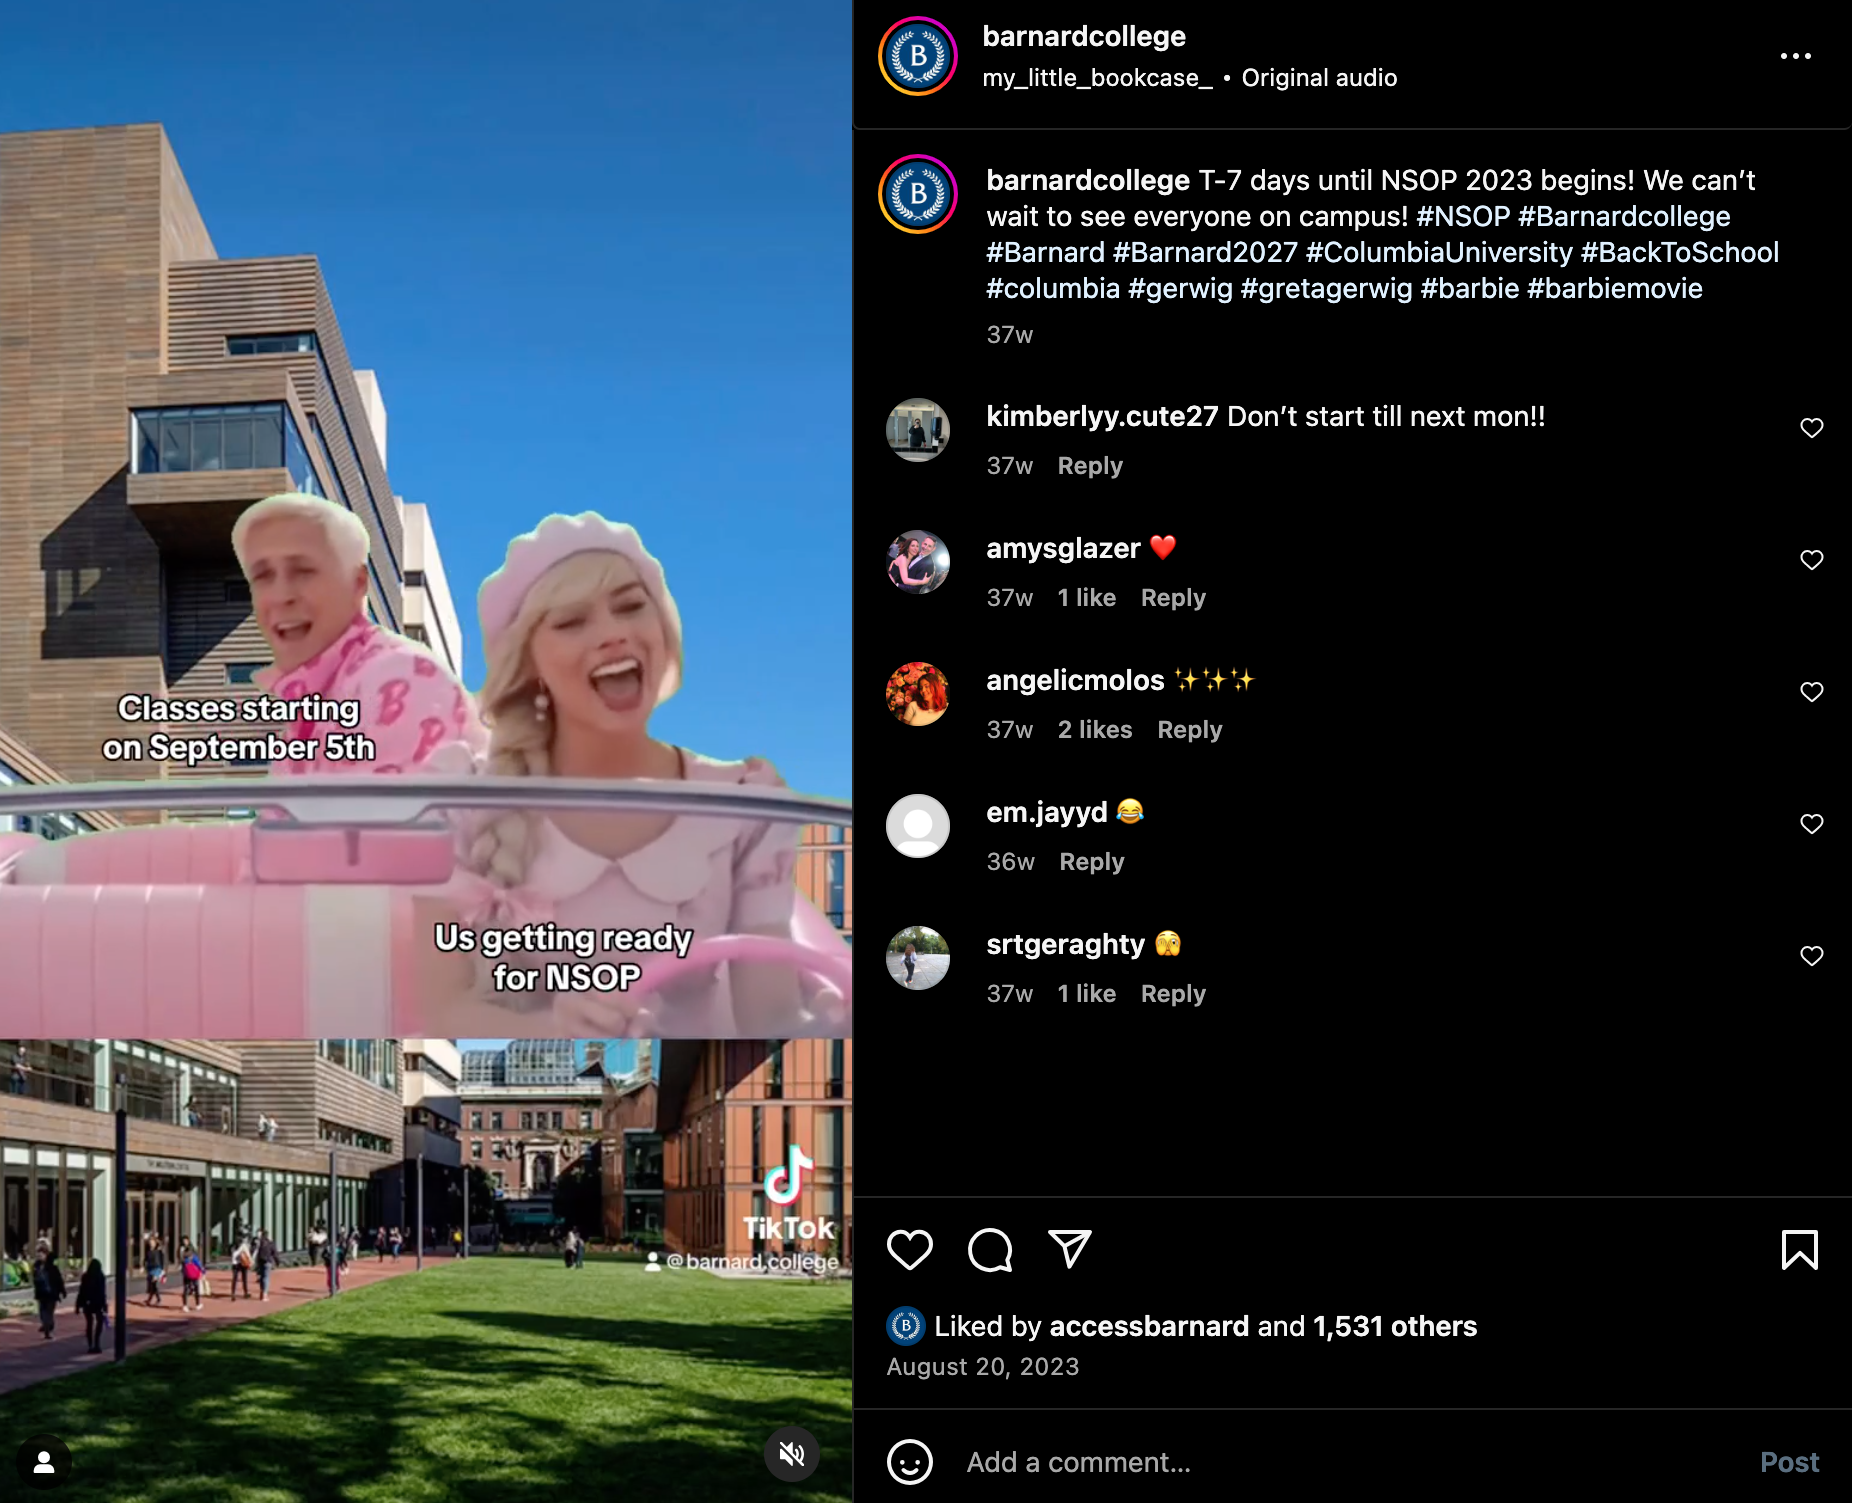 Classes starting
on September 5th
Us getting ready
for NSOP
TikTok
@barnard.college
B
barnardcollege
my_little_bookcase_ • Original audio
B
barnardcollege T-7 days until NSOP 2023 begins! We can’t
wait to see everyone on campus! #NSOP #Barnardcollege
#Barnard #Barnard2027 #ColumbiaUniversity #BackToSchool
#columbia #gerwig #gretagerwig #barbie #barbiemovie
37w
kimberlyy.cute27 Don’t start till next mon!!
37w Reply
amysglazer ❤️
37w 1 like Reply
angelicmolos ✨✨✨
37w 2 likes Reply
em.jayyd 😂
36w Reply
srtgeraghty 🫣
37w 1 like Reply
B
Liked by accessbarnard and 1,531 others
August 20, 2023
Add a comment...
Post